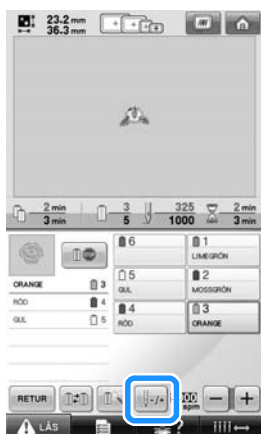 23.2 mm
36.3 mm
2 min
3 min
3
5
325
1000
2 min
3 min
6
1
LIMEGRÖN
ORANGE 3
5
GUL
2
MOSSGRÖN
RÖD 4
GUL 5
4
RÖD
3
ORANGE
RETUR
-/+
00
spm
- +
LÅS
?